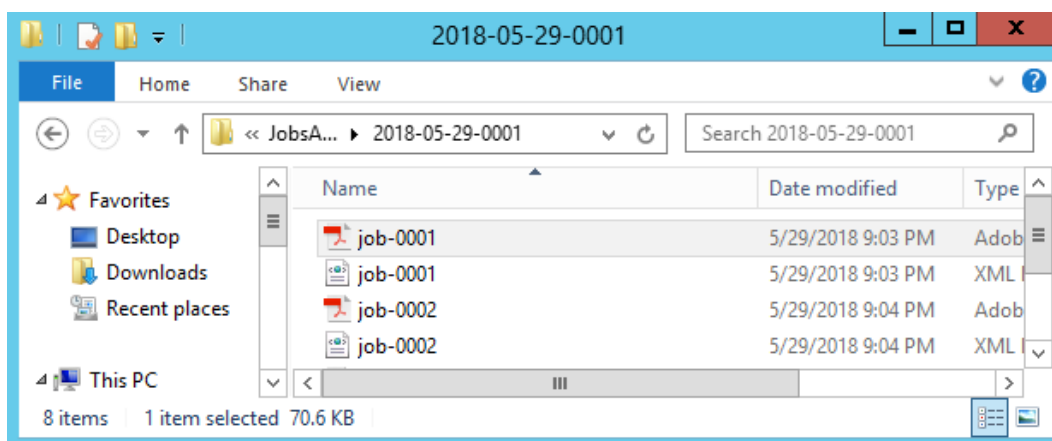 2018-05-29-0001
File Home Share View
« JobsA... 2018-05-29-0001 Search 2018-05-29-0001
Favorites
Desktop
Downloads
Recent places
This PC
Name Date modified Type
job-0001 5/29/2018 9:03 PM Adob
job-0001 5/29/2018 9:03 PM XML
job-0002 5/29/2018 9:04 PM Adob
job-0002 5/29/2018 9:04 PM XML
8 items 1 item selected 70.6 KB